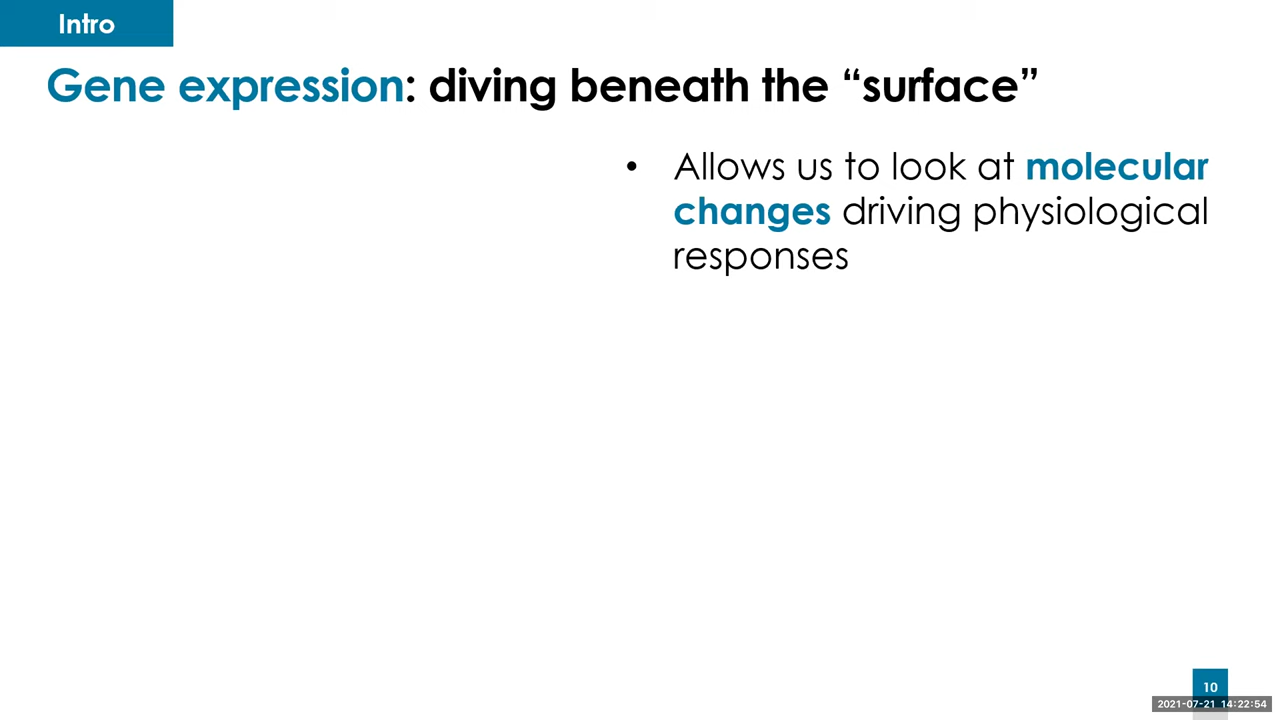 Intro
Gene expression: diving beneath the “surface”
• Allows us to look at molecular
changes driving physiological
responses
10
2021-07-21 14:22:54